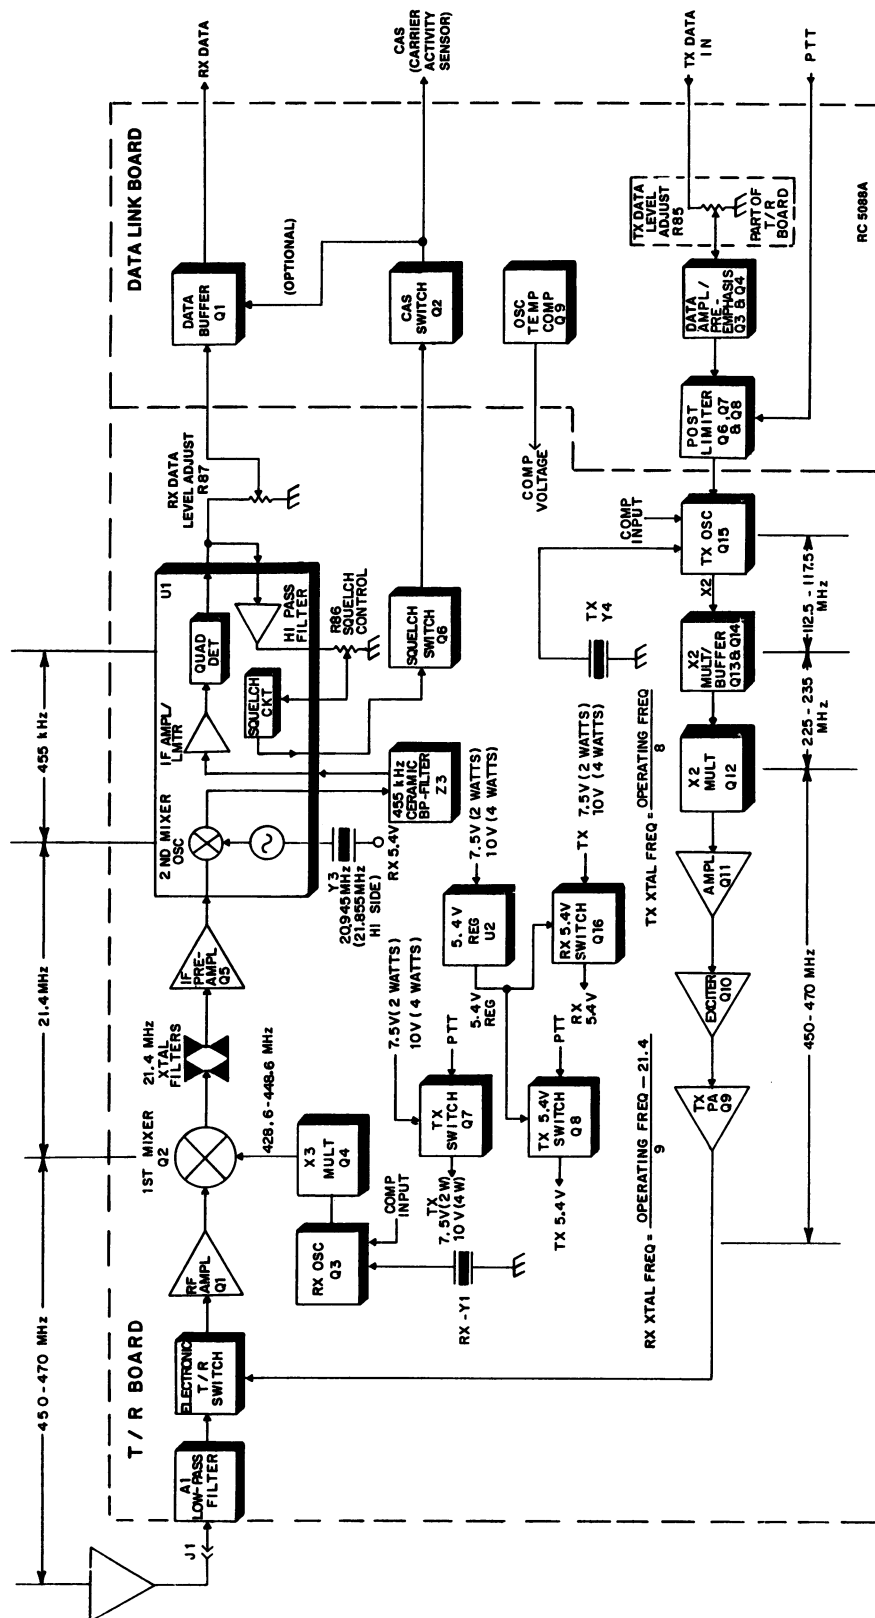 450-470 MHz
21.4MHz
455 kHz
T / R BOARD
DATA LINK BOARD
J1
A1
LOW-PASS
FILTER
ELECTRONIC
T/R
SWITCH
RF
AMPL
Q1
1ST MIXER
Q2
21.4 MHz
XTAL
FILTERS
IF
PRE-
AMPL
Q5
2 ND MIXER
OSC
IF AMPL/
LMTR
QUAD
DET
U1
HI PASS
FILTER
SQUELCH
CKT
R86
SQUELCH
CONTROL
RX DATA
LEVEL ADJUST
R87
DATA
BUFFER
Q1
RX DATA
(OPTIONAL)
CAS
SWITCH
Q2
CAS
(CARRIER
ACTIVITY
SENSOR)
428.6-448.6 MHz
X3
MULT
Q4
RX OSC
Q3
COMP
INPUT
RX -Y1
Y3
20.945MHz
(21.855MHz
HI SIDE)
RX 5.4V
455 kHz
CERAMIC
BP-FILTER
Z3
SQUELCH
SWITCH
Q6
OSC
TEMP
COMP
Q9
COMP
VOLTAGE
7.5V(2 WATTS)
10V (4 WATTS)
PTT
TX
SWITCH
Q7
TX
7.5V(2W)
10V(4W)
7.5V(2 WATTS)
10V (4 WATTS)
5.4V
REG
U2
5.4V
REG
PTT
TX 5.4V
SWITCH
Q8
TX 5.4V
TX 7.5V(2 WATTS)
10V (4 WATTS)
RX 5.4V
SWITCH
Q16
RX
5.4V
TX
Y4
RX XTAL FREQ= OPERATING FREQ — 21.4
9
TX XTAL FREQ= OPERATING FREQ
8
TX
PA
Q9
EXCITER
Q10
AMPL
Q11
X2
MULT
Q12
X2
MULT/
BUFFER
Q13&Q14
X2
TX OSC
Q15
COMP
INPUT
POST
LIMITER
Q6,Q7
& Q8
DATA
AMPL/
PRE-
EMPHASIS
Q3 & Q4
TX DATA
LEVEL
ADJUST
R85
PART OF
T/R
BOARD
TX DATA
IN
PTT
450-470 MHz
225-235
MHz
112.5-117.5
MHz
RC 5088A